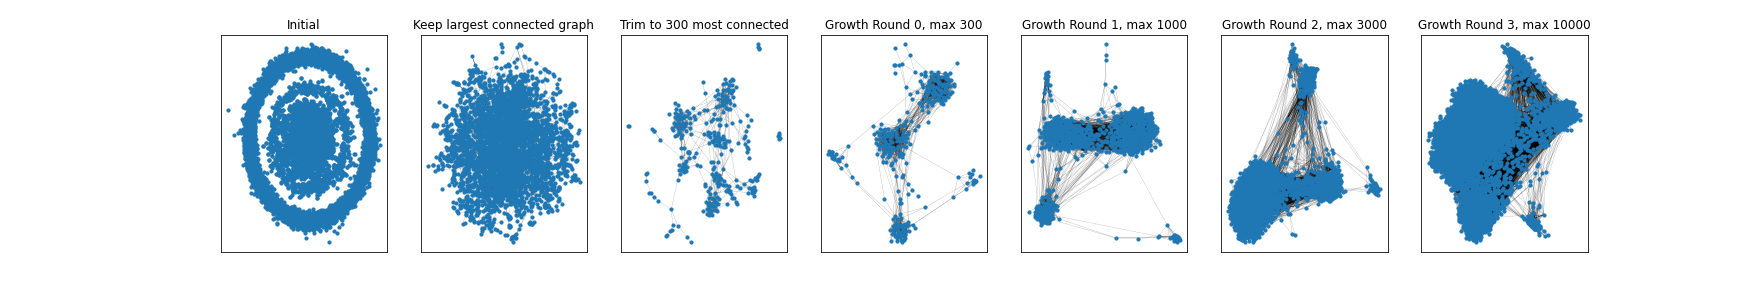 Initial
Keep largest connected graph
Trim to 300 most connected
Growth Round 0, max 300
Growth Round 1, max 1000
Growth Round 2, max 3000
Growth Round 3, max 10000